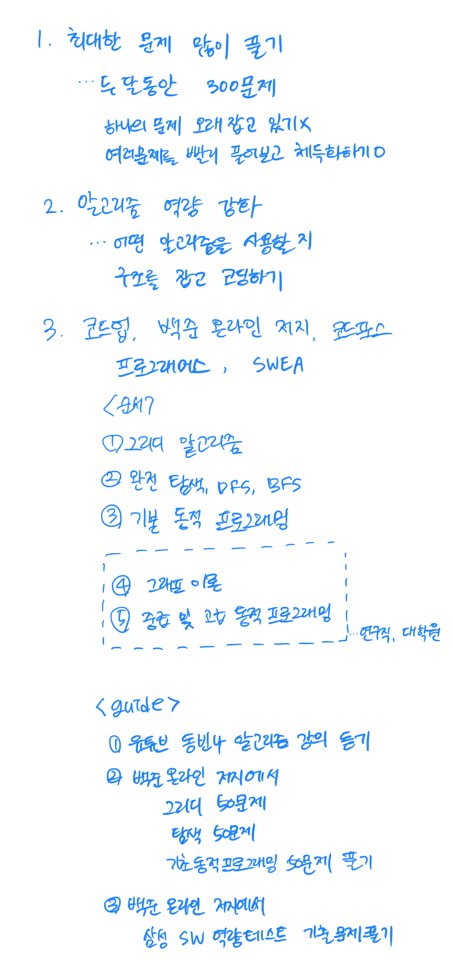 1. 최대한 문제 많이 풀기
… 두 달동안 300문제
하나의 문제 오래 잡고 있기X
여러문제를 빨리 풀어보고 체득화하기O
2. 알고리즘 역량 강화
… 어떤 알고리즘을 사용할 지
구조를 잡고 코딩하기
3. 코드업, 백준 온라인 저지, 코드포스
프로그래머스, SWEA
<순서>
① 그리디 알고리즘
② 완전 탐색, DFS, BFS
③ 기본 동적 프로그래밍
④ 그래프 이론
⑤ 중급 및 고급 동적 프로그래밍
… 연구직, 대학원
<guide>
① 유튜브 동빈나 알고리즘 강의 듣기
② 백준 온라인 저지에서
그리디 50문제
탐색 50문제
기초 동적 프로그래밍 50문제 풀기
③ 백준 온라인 저지에서
삼성 SW 역량테스트 기출문제풀기